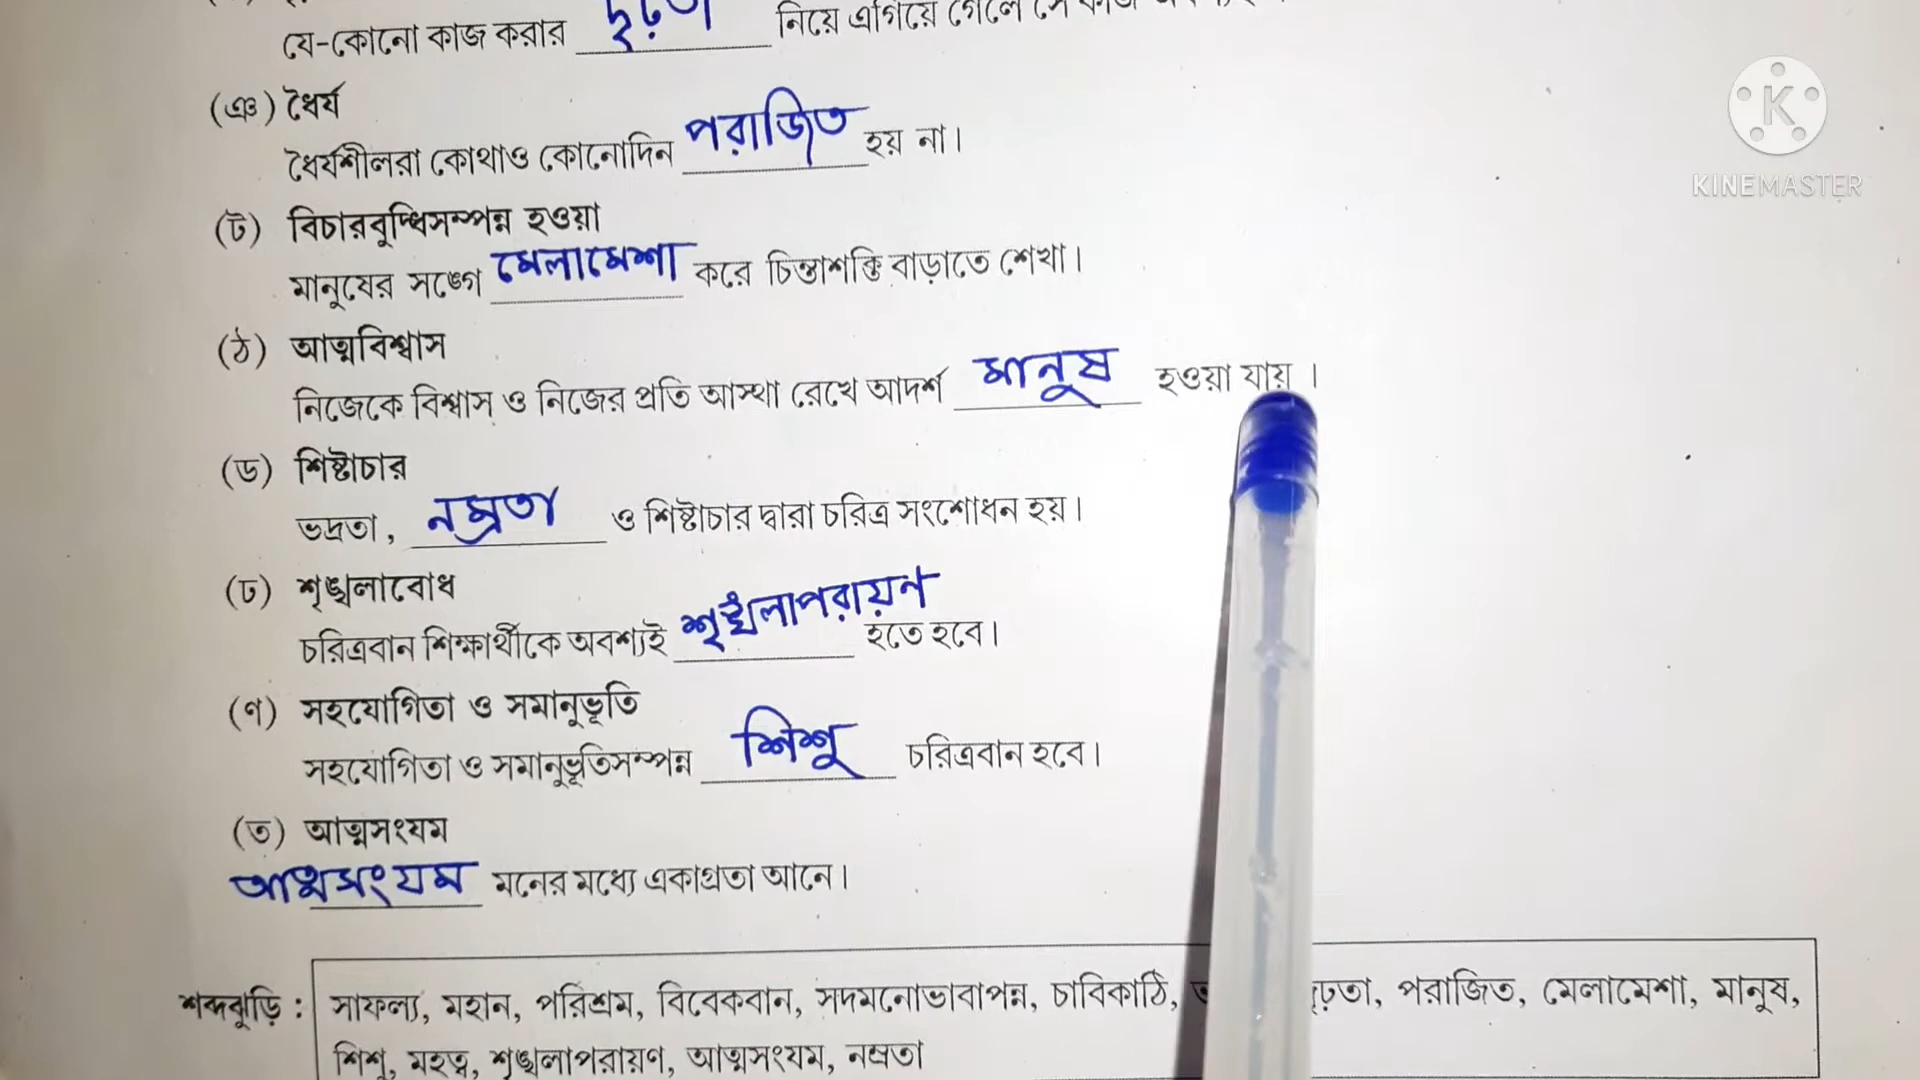 যে-কোনো কাজ করার দৃঢ়তা নিয়ে এগিয়ে গেলে সে কাজ
(ঞ) ধৈর্য
ধৈর্যশীলরা কোথাও কোনোদিন পরাজিত হয় না।
(ট) বিচারবুদ্ধিসম্পন্ন হওয়া
মানুষের সঙ্গে মেলামেশা করে চিন্তাশক্তি বাড়াতে শেখা।
(ঠ) আত্মবিশ্বাস
নিজেকে বিশ্বাস ও নিজের প্রতি আস্থা রেখে আদর্শ মানুষ হওয়া যায়।
(ড) শিষ্টাচার
ভদ্রতা, নম্রতা ও শিষ্টাচার দ্বারা চরিত্র সংশোধন হয়।
(ঢ) শৃঙ্খলাবোধ
চরিত্রবান শিক্ষার্থীকে অবশ্যই শৃঙ্খলাপরায়ণ হতে হবে।
(ণ) সহযোগিতা ও সমানুভূতি
সহযোগিতা ও সমানুভূতিসম্পন্ন শিশু চরিত্রবান হবে।
(ত) আত্মসংযম
আত্মসংযম মনের মধ্যে একাগ্রতা আনে।
শব্দঝুড়ি : সাফল্য, মহান, পরিশ্রম, বিবেকবান, সদমনোভাবাপন্ন, চাবিকাঠি, পরাজিত, মেলামেশা, মানুষ,
শিশু, মহত্ব, শৃঙ্খলাপরায়ণ, আত্মসংযম, নম্রতা
K
KINEMASTER